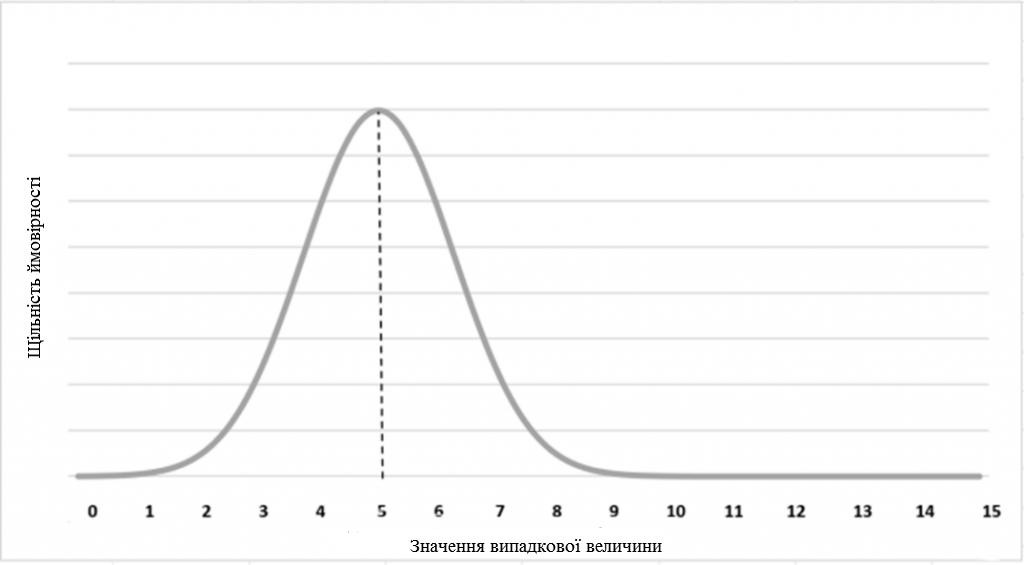 Щільність ймовірності
0 1 2 3 4 5 6 7 8 9 10 11 12 13 14 15
Значення випадкової величини